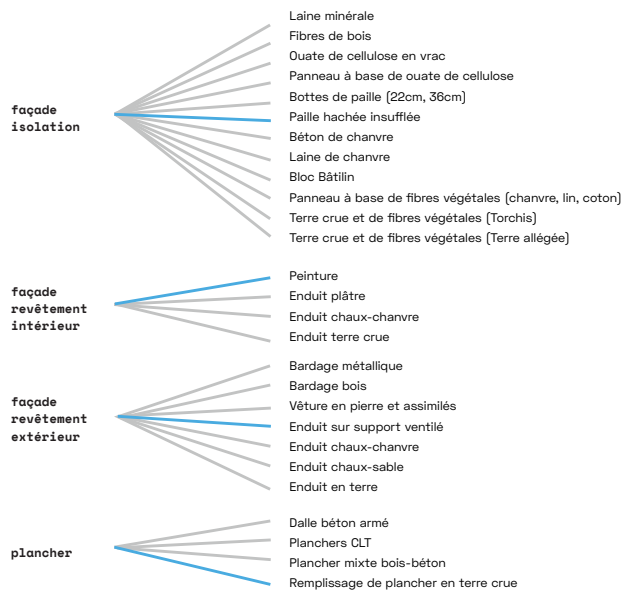 façade
isolation
Laine minérale
Fibres de bois
Ouate de cellulose en vrac
Panneau à base de ouate de cellulose
Bottes de paille (22cm, 36cm)
Paille hachée insufflée
Béton de chanvre
Laine de chanvre
Bloc Bâtilin
Panneau à base de fibres végétales (chanvre, lin, coton)
Terre crue et de fibres végétales (Torchis)
Terre crue et de fibres végétales (Terre allégée)
façade
revêtement
intérieur
Peinture
Enduit plâtre
Enduit chaux-chanvre
Enduit terre crue
façade
revêtement
extérieur
Bardage métallique
Bardage bois
Vêture en pierre et assimilés
Enduit sur support ventilé
Enduit chaux-chanvre
Enduit chaux-sable
Enduit en terre
plancher
Dalle béton armé
Planchers CLT
Plancher mixte bois-béton
Remplissage de plancher en terre crue